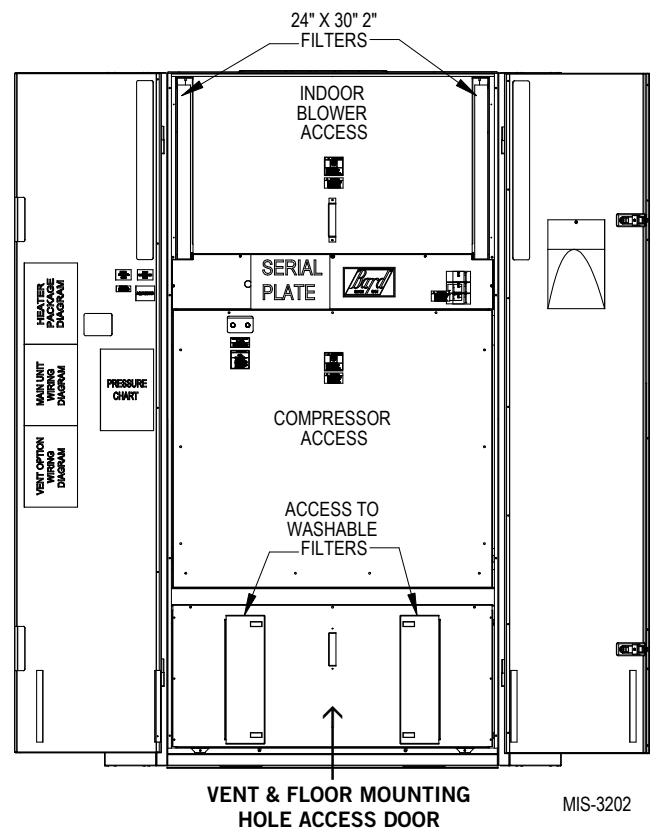 24" X 30" 2"
FILTERS
INDOOR
BLOWER
ACCESS
SERIAL
PLATE
Bard
HEATER
PACKAGE
DIAGRAM
MAIN UNIT
WIRING
DIAGRAM
VENT OPTION
WIRING
DIAGRAM
PRESSURE
CHART
COMPRESSOR
ACCESS
ACCESS TO
WASHABLE
FILTERS
VENT & FLOOR MOUNTING
HOLE ACCESS DOOR
MIS-3202